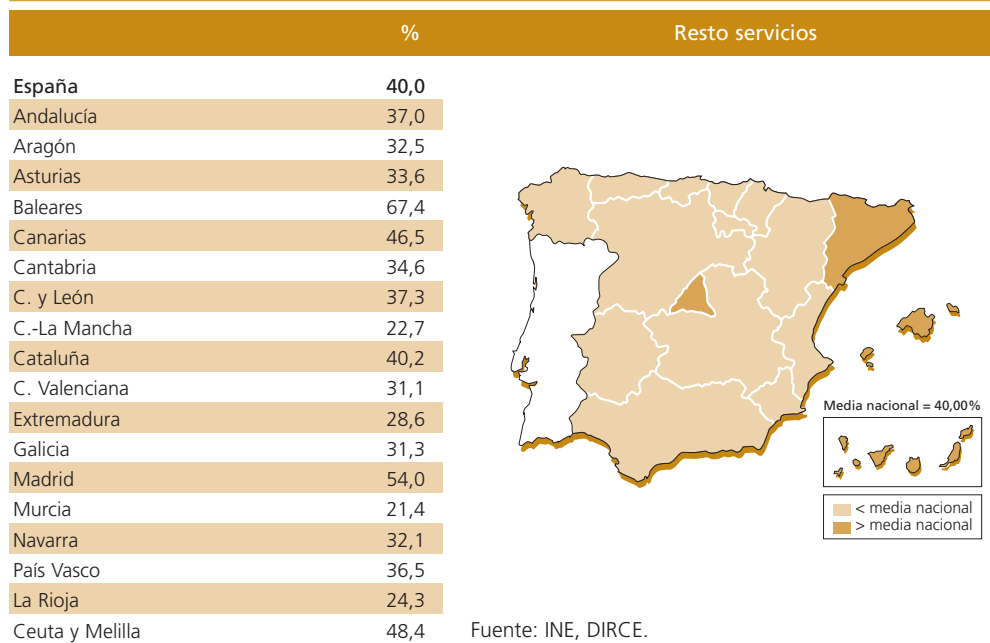 % Resto servicios
España 40,0
Andalucía 37,0
Aragón 32,5
Asturias 33,6
Baleares 67,4
Canarias 46,5
Cantabria 34,6
C. y León 37,3
C.-La Mancha 22,7
Cataluña 40,2
C. Valenciana 31,1
Extremadura 28,6
Galicia 31,3
Madrid 54,0
Murcia 21,4
Navarra 32,1
País Vasco 36,5
La Rioja 24,3
Ceuta y Melilla 48,4
Media nacional = 40,00%
< media nacional
> media nacional
Fuente: INE, DIRCE.